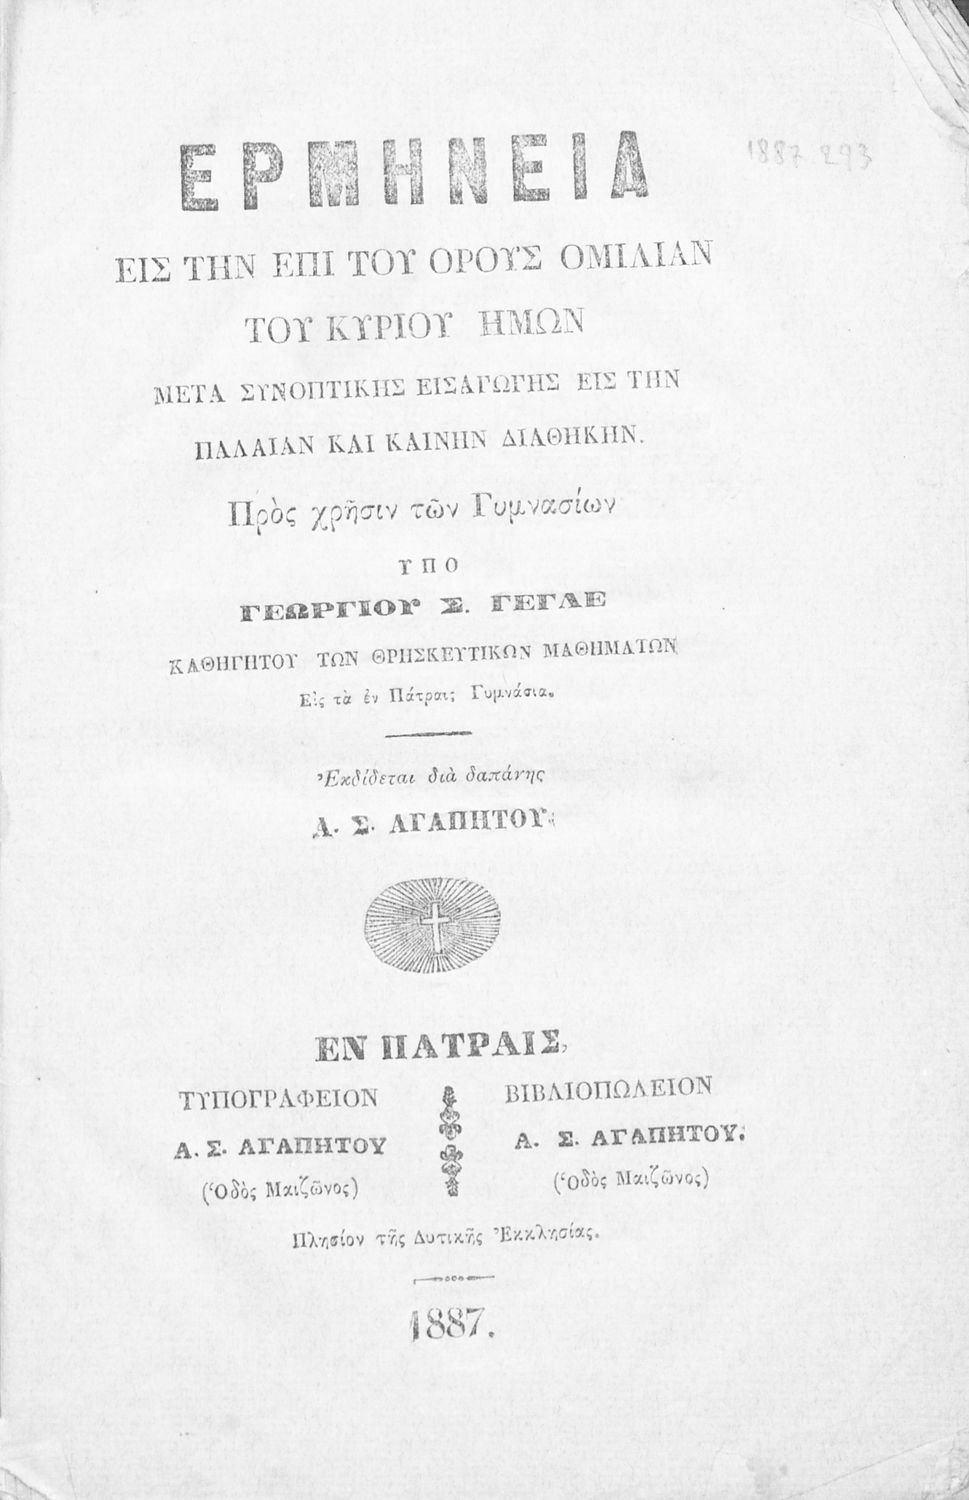 1887 293
ΕΡΜΗΝΕΙΑ
ΕΙΣ ΤΗΝ ΕΠΙ ΤΟΥ ΟΡΟΥΣ ΟΜΙΛΙΑΝ
ΤΟΥ ΚΥΡΙΟΥ ΗΜΩΝ
ΜΕΤΑ ΣΥΝΟΠΤΙΚΗΣ ΕΙΣΑΓΩΓΗΣ ΕΙΣ ΤΗΝ
ΠΑΛΑΙΑΝ ΚΑΙ ΚΑΙΝΗΝ ΔΙΑΘΗΚΗΝ.
Πρὸς χρῆσιν τῶν Γυμνασίων
ΥΠΟ
ΓΕΩΡΓΙΟΥ Σ. ΓΕΓΛΕ
ΚΑΘΗΓΗΤΟΥ ΤΩΝ ΘΡΗΣΚΕΥΤΙΚΩΝ ΜΑΘΗΜΑΤΩΝ
Εἰς τὰ ἐν Πάτραις Γυμνάσια.
Ἐκδίδεται διὰ δαπάνης
Α. Σ. ΑΓΑΠΗΤΟΥ
ΕΝ ΠΑΤΡΑΙΣ,
ΤΥΠΟΓΡΑΦΕΙΟΝ
Α. Σ. ΑΓΑΠΗΤΟΥ
(Ὁδὸς Μαιζῶνος)
ΒΙΒΛΙΟΠΩΛΕΙΟΝ
Α. Σ. ΑΓΑΠΗΤΟΥ.
(Ὁδὸς Μαιζῶνος)
Πλησίον τῆς Δυτικῆς Ἐκκλησίας.
1887.